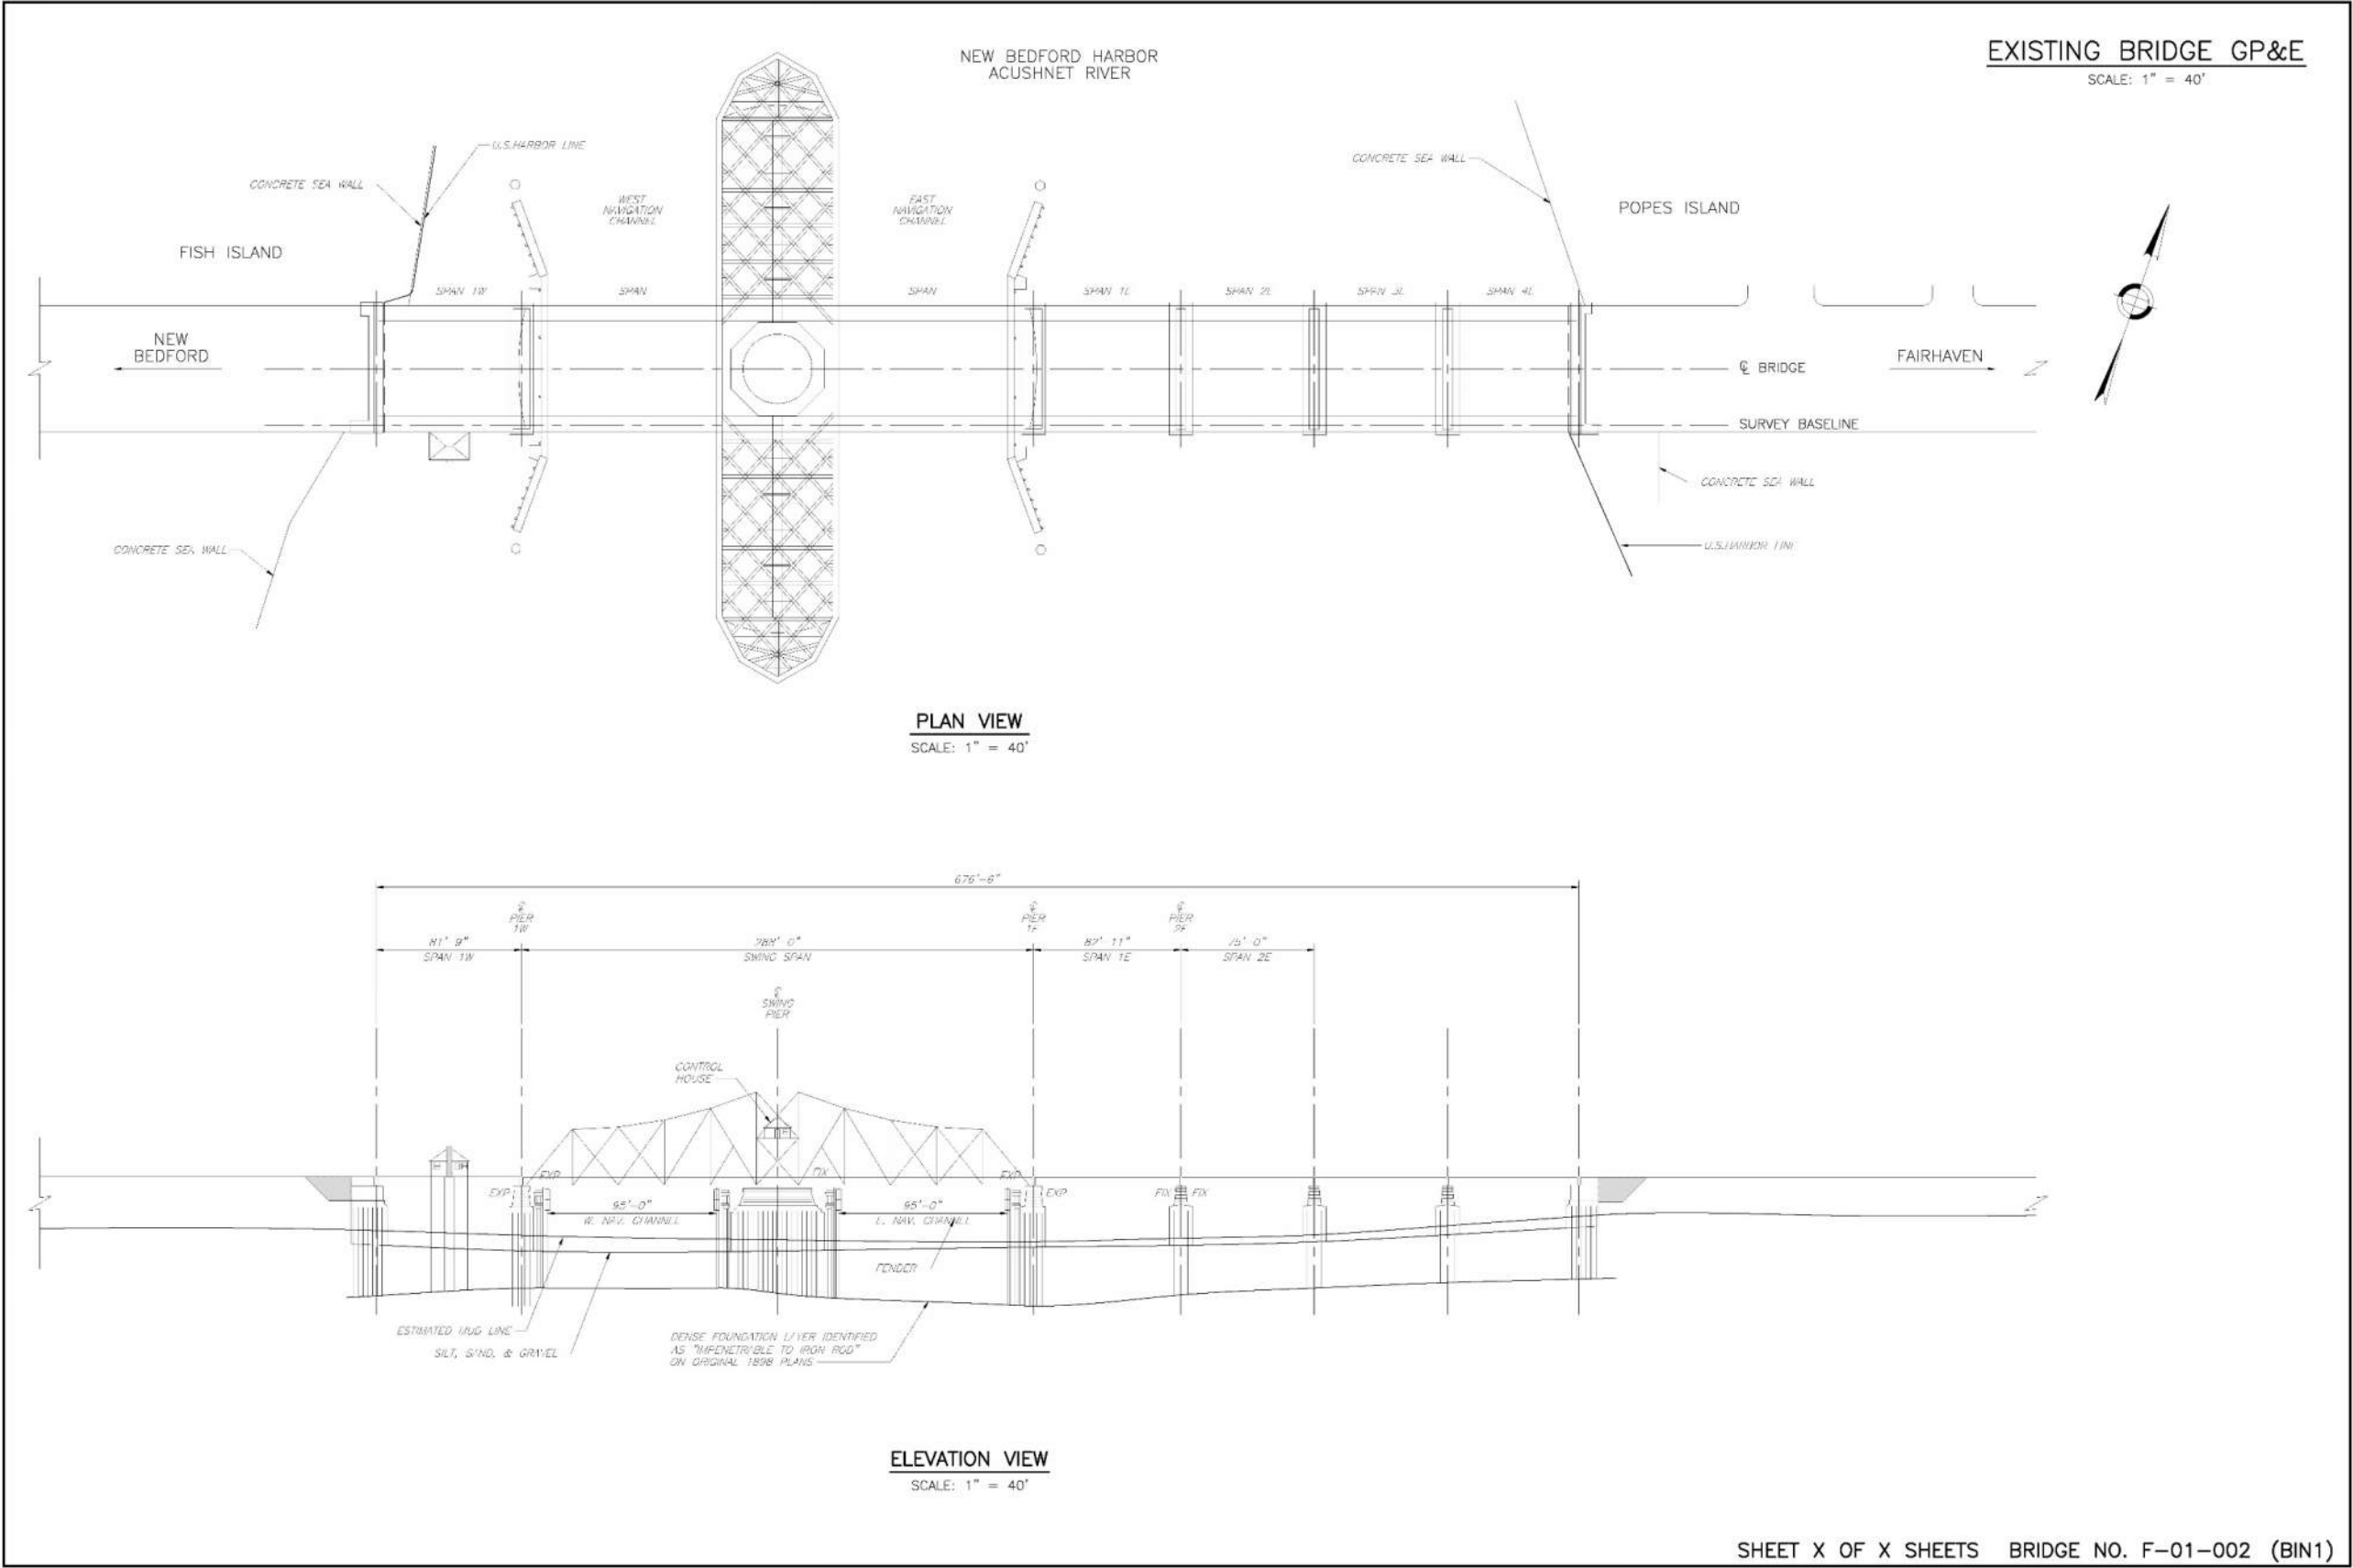 EXISTING BRIDGE GP&E
SCALE: 1" = 40'
NEW BEDFORD HARBOR
ACUSHNET RIVER
U.S.HARBOR LINE
CONCRETE SEA WALL
CONCRETE SEA WALL
WEST
NAVIGATION
CHANNEL
EAST
NAVIGATION
CHANNEL
POPES ISLAND
FISH ISLAND
SPAN 1W
SPAN
SPAN
SPAN 1E
SPAN 2E
SPAN 3E
SPAN 4E
NEW
BEDFORD
℄ BRIDGE
FAIRHAVEN
SURVEY BASELINE
CONCRETE SEA WALL
CONCRETE SEA WALL
U.S.HARBOR LINE
PLAN VIEW
SCALE: 1" = 40'
676'-6"
℄
PIER
1W
℄
PIER
1E
℄
PIER
2E
81' 9"
SPAN 1W
288' 0"
SWING SPAN
82' 11"
SPAN 1E
75' 0"
SPAN 2E
℄
SWING
PIER
CONTROL
HOUSE
EXP
FIX
EXP
EXP
EXP
FIX
FIX
95'-0"
W. NAV. CHANNEL
95'-0"
E. NAV. CHANNEL
FENDER
ESTIMATED MUD LINE
SILT, SAND, & GRAVEL
DENSE FOUNDATION LAYER IDENTIFIED
AS "IMPENETRABLE TO IRON ROD"
ON ORIGINAL 1898 PLANS
ELEVATION VIEW
SCALE: 1" = 40'
SHEET X OF X SHEETS BRIDGE NO. F-01-002 (BIN1)